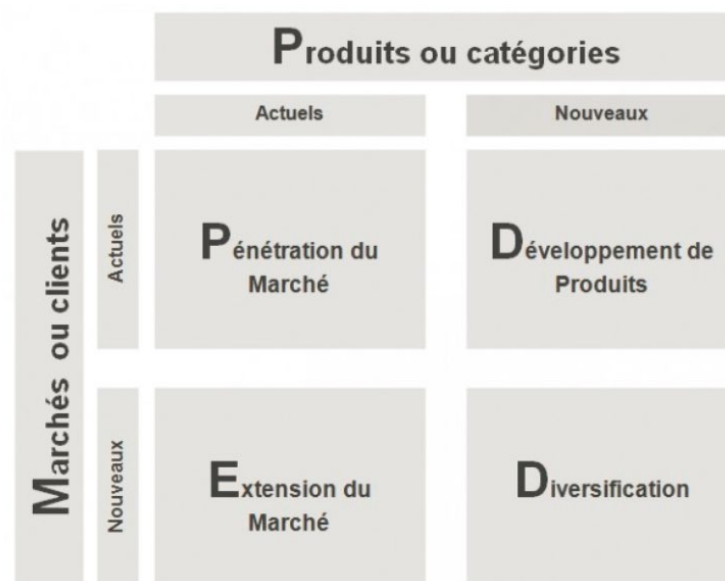 Produits ou catégories
Actuels
Nouveaux
Marchés ou clients
Actuels
Pénétration du
Marché
Développement de
Produits
Nouveaux
Extension du
Marché
Diversification